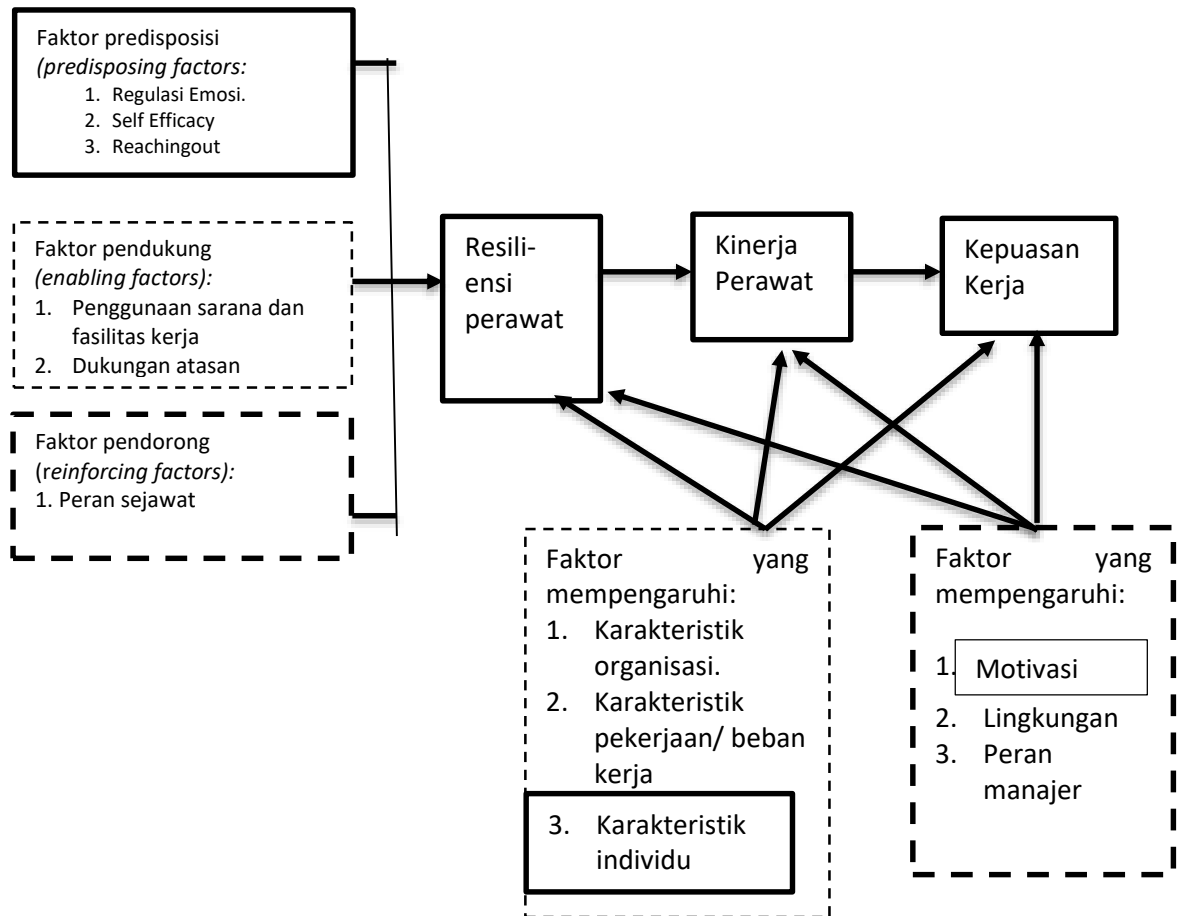 Faktor predisposisi
(predisposing factors:
1. Regulasi Emosi.
2. Self Efficacy
3. Reachingout
Faktor pendukung
(enabling factors):
1. Penggunaan sarana dan
fasilitas kerja
2. Dukungan atasan
Faktor pendorong
(reinforcing factors):
1. Peran sejawat
Resili-
ensi
perawat
Kinerja
Perawat
Kepuasan
Kerja
Faktor yang
mempengaruhi:
1. Karakteristik
organisasi.
2. Karakteristik
pekerjaan/ beban
kerja
3. Karakteristik
individu
Faktor yang
mempengaruhi:
1. Motivasi
2. Lingkungan
3. Peran
manajer